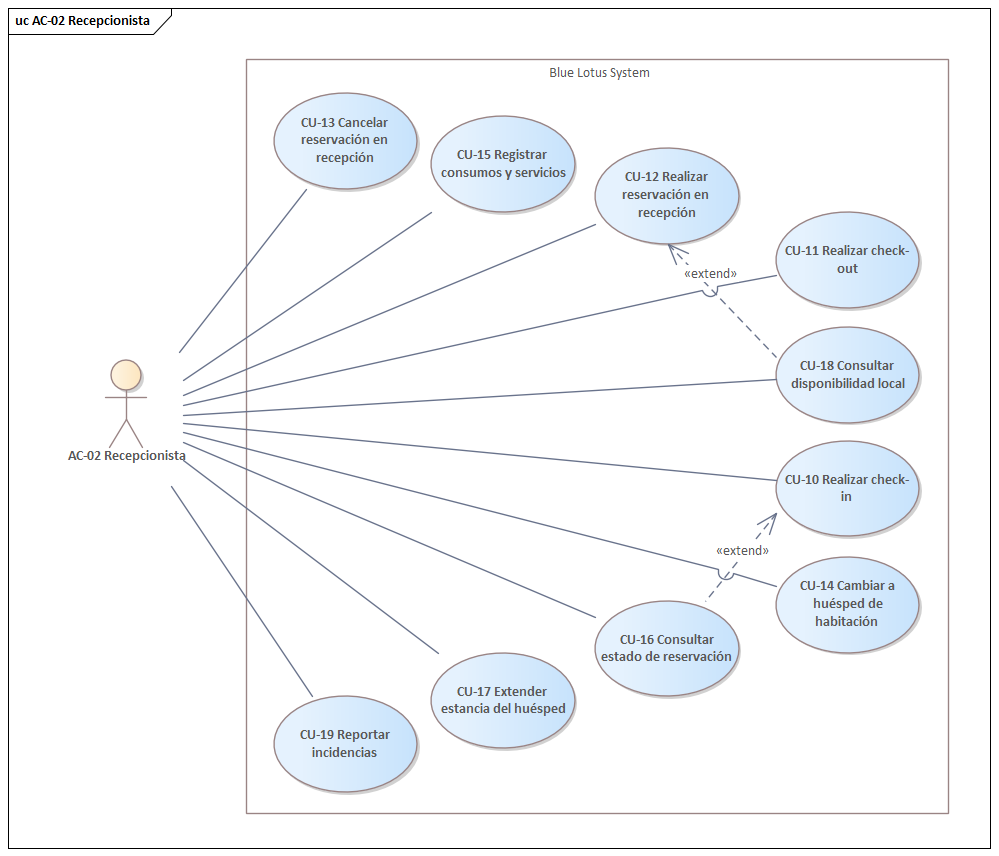 uc AC-02 Recepcionista
Blue Lotus System
CU-13 Cancelar
reservación en
recepción
CU-15 Registrar
consumos y servicios
CU-12 Realizar
reservación en
recepción
CU-11 Realizar check-
out
«extend»
CU-18 Consultar
disponibilidad local
AC-02 Recepcionista
CU-10 Realizar check-
in
«extend»
CU-14 Cambiar a
huésped de
habitación
CU-16 Consultar
estado de reservación
CU-17 Extender
estancia del huésped
CU-19 Reportar
incidencias